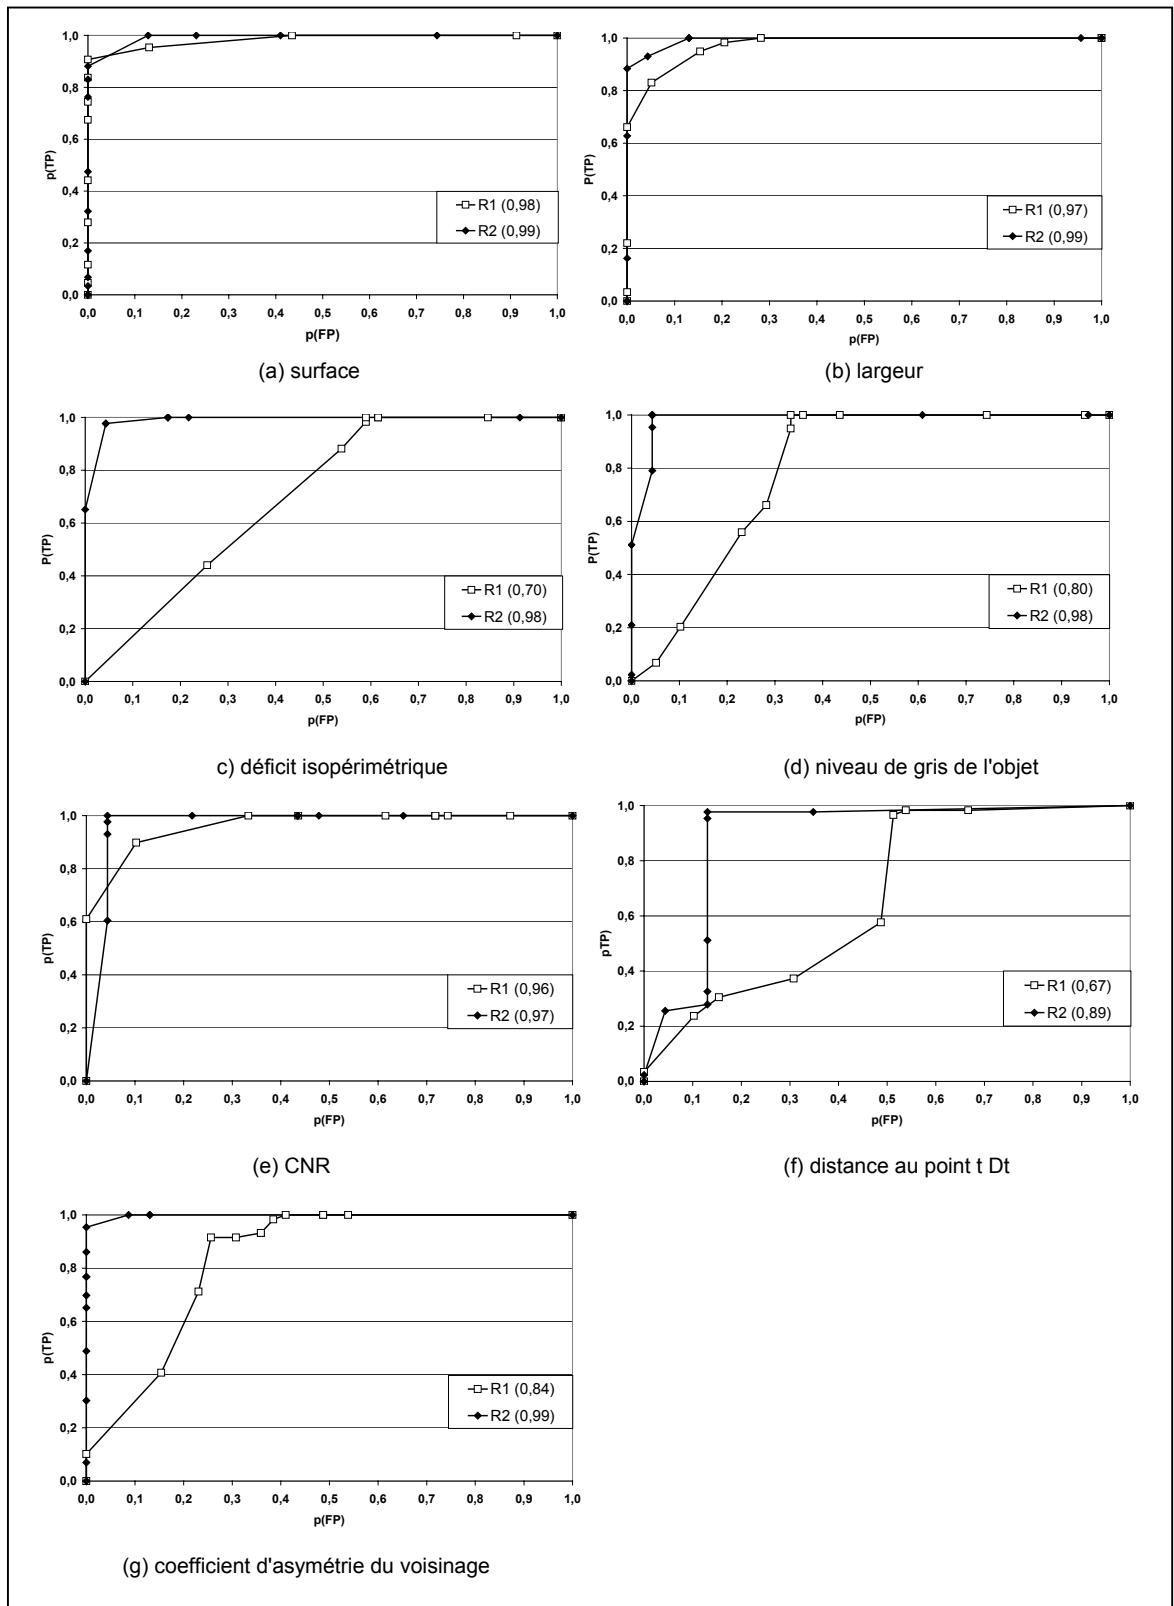 1,0
0,8
0,6
0,4
0,2
0,0
p(TP)
R1 (0,98)
R2 (0,99)
0,0 0,1 0,2 0,3 0,4 0,5 0,6 0,7 0,8 0,9 1,0
p(FP)
(a) surface
1,0
0,8
0,6
0,4
0,2
0,0
P(TP)
R1 (0,97)
R2 (0,99)
0,0 0,1 0,2 0,3 0,4 0,5 0,6 0,7 0,8 0,9 1,0
p(FP)
(b) largeur
1,0
0,8
0,6
0,4
0,2
0,0
P(TP)
R1 (0,70)
R2 (0,98)
0,0 0,1 0,2 0,3 0,4 0,5 0,6 0,7 0,8 0,9 1,0
p(FP)
c) déficit isopérimétrique
1,0
0,8
0,6
0,4
0,2
0,0
P(TP)
R1 (0,80)
R2 (0,98)
0,0 0,1 0,2 0,3 0,4 0,5 0,6 0,7 0,8 0,9 1,0
p(FP)
(d) niveau de gris de l'objet
1,0
0,8
0,6
0,4
0,2
0,0
p(TP)
R1 (0,96)
R2 (0,97)
0,0 0,1 0,2 0,3 0,4 0,5 0,6 0,7 0,8 0,9 1,0
p(FP)
(e) CNR
1,0
0,8
0,6
0,4
0,2
0,0
pTP)
R1 (0,67)
R2 (0,89)
0,0 0,1 0,2 0,3 0,4 0,5 0,6 0,7 0,8 0,9 1,0
p(FP)
(f) distance au point t Dt
1,0
0,8
0,6
0,4
0,2
0,0
p(TP)
R1 (0,84)
R2 (0,99)
0,0 0,1 0,2 0,3 0,4 0,5 0,6 0,7 0,8 0,9 1,0
p(FP)
(g) coefficient d'asymétrie du voisinage